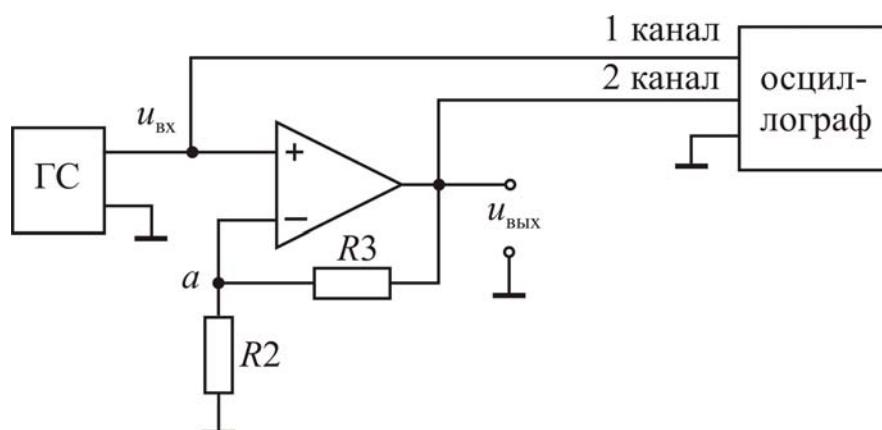 1 канал
2 канал
осцил-
лограф
uвх
ГС
+
−
uвых
R3
a
R2